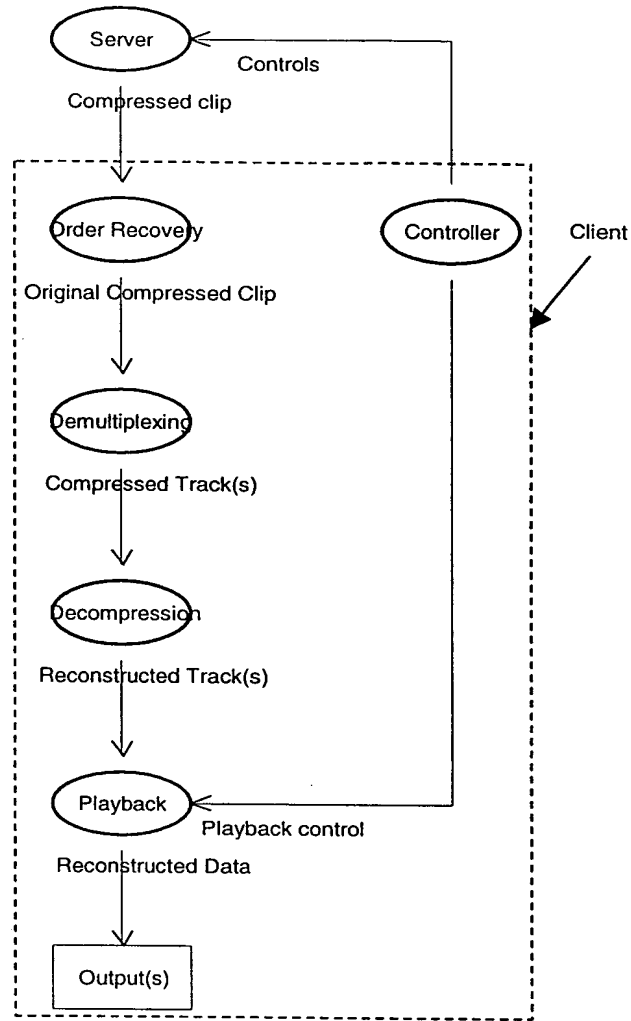 Server
Controls
Compressed clip
Order Recovery
Controller
Client
Original Compressed Clip
Demultiplexing
Compressed Track(s)
Decompression
Reconstructed Track(s)
Playback
Playback control
Reconstructed Data
Output(s)